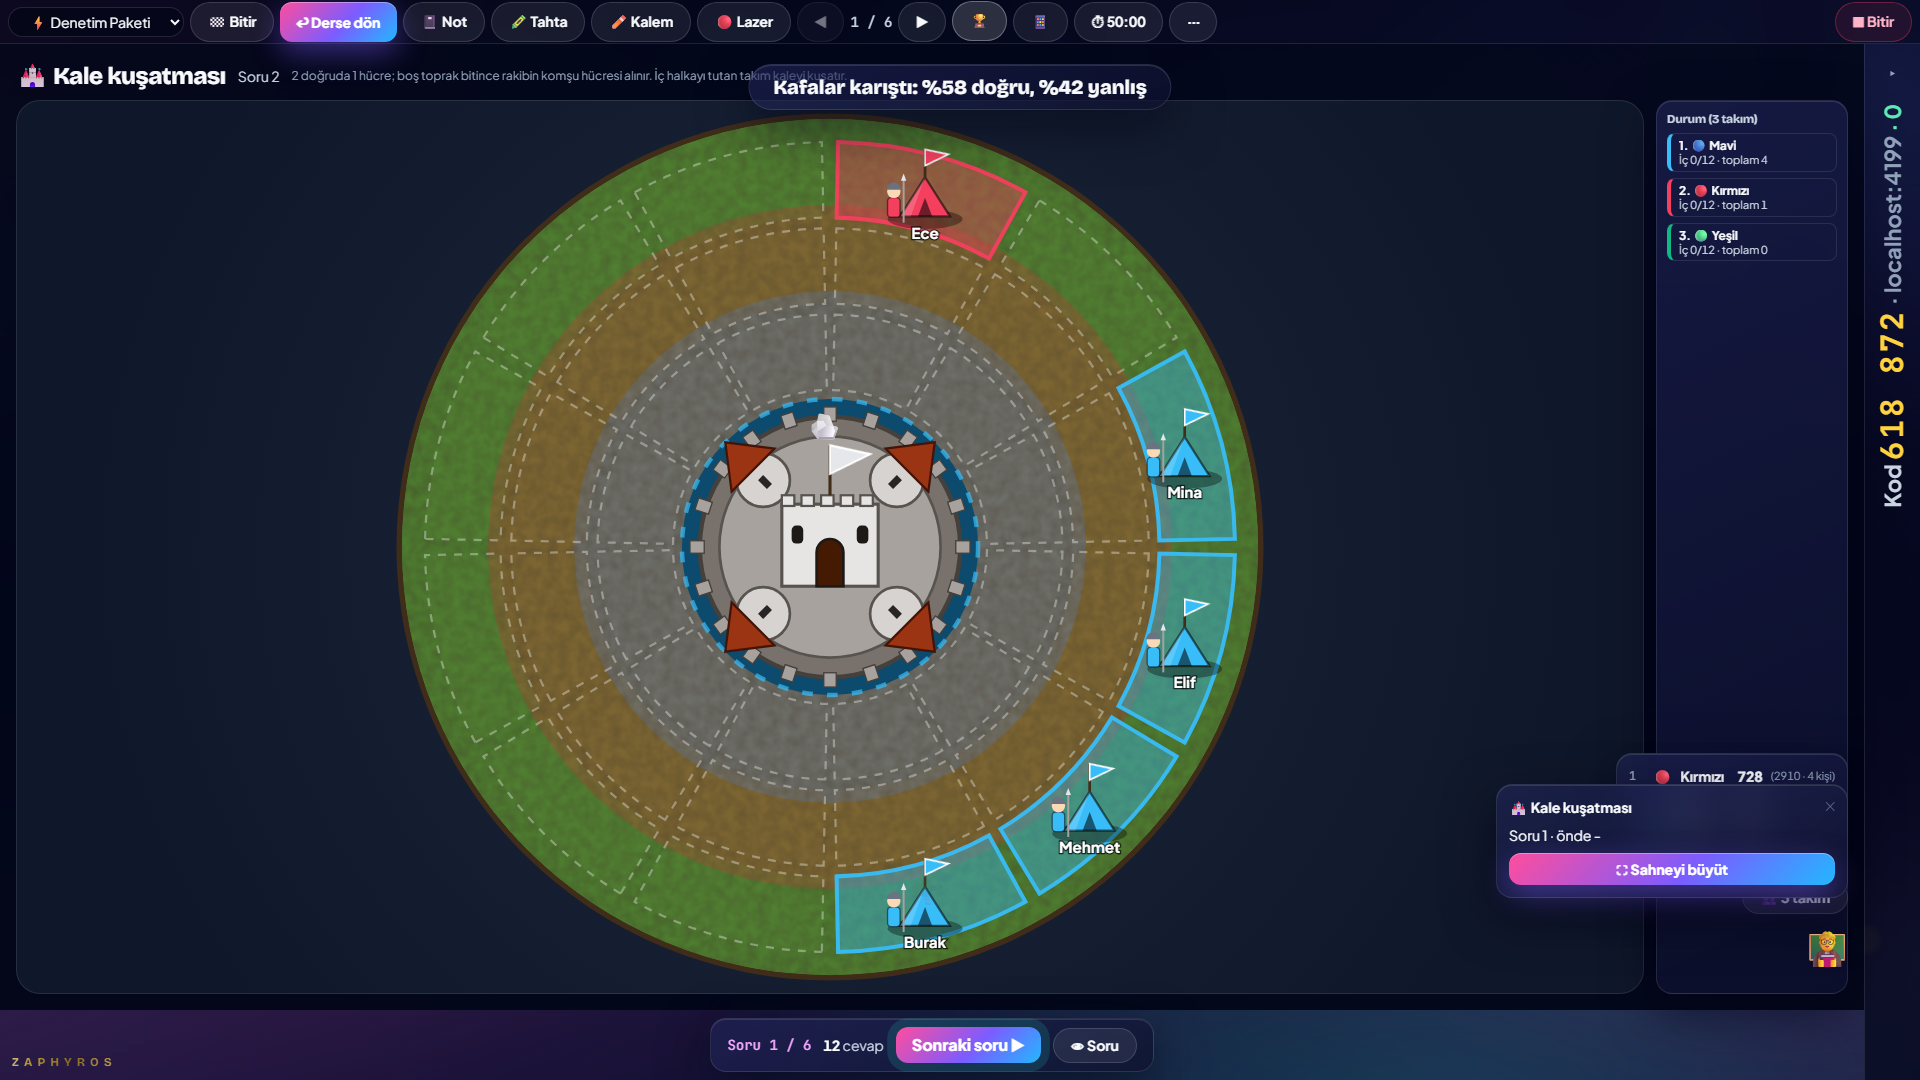 Denetim Paketi
Bitir
Derse dön
Not
Tahta
Kalem
Lazer
1 / 6
50:00
Bitir
Kale kuşatması
Soru 2
2 doğruda 1 hücre; boş toprak bitince rakibin komşu hücresi alınır. İç halkayı tutan takım kaleyi kuşatır.
Kafalar karıştı: %58 doğru, %42 yanlış
Ece
Mina
Elif
Mehmet
Burak
Durum (3 takım)
1. Mavi
İç 0/12 · toplam 4
2. Kırmızı
İç 0/12 · toplam 1
3. Yeşil
İç 0/12 · toplam 0
Kod 618 872 · localhost:4199 · 0
1 Kırmızı 728 (2910 · 4 kişi)
Kale kuşatması
Soru 1 · önde -
Sahneyi büyüt
3 takım
Soru 1 / 6 12 cevap
Sonraki soru
Soru
ZAPHYROS